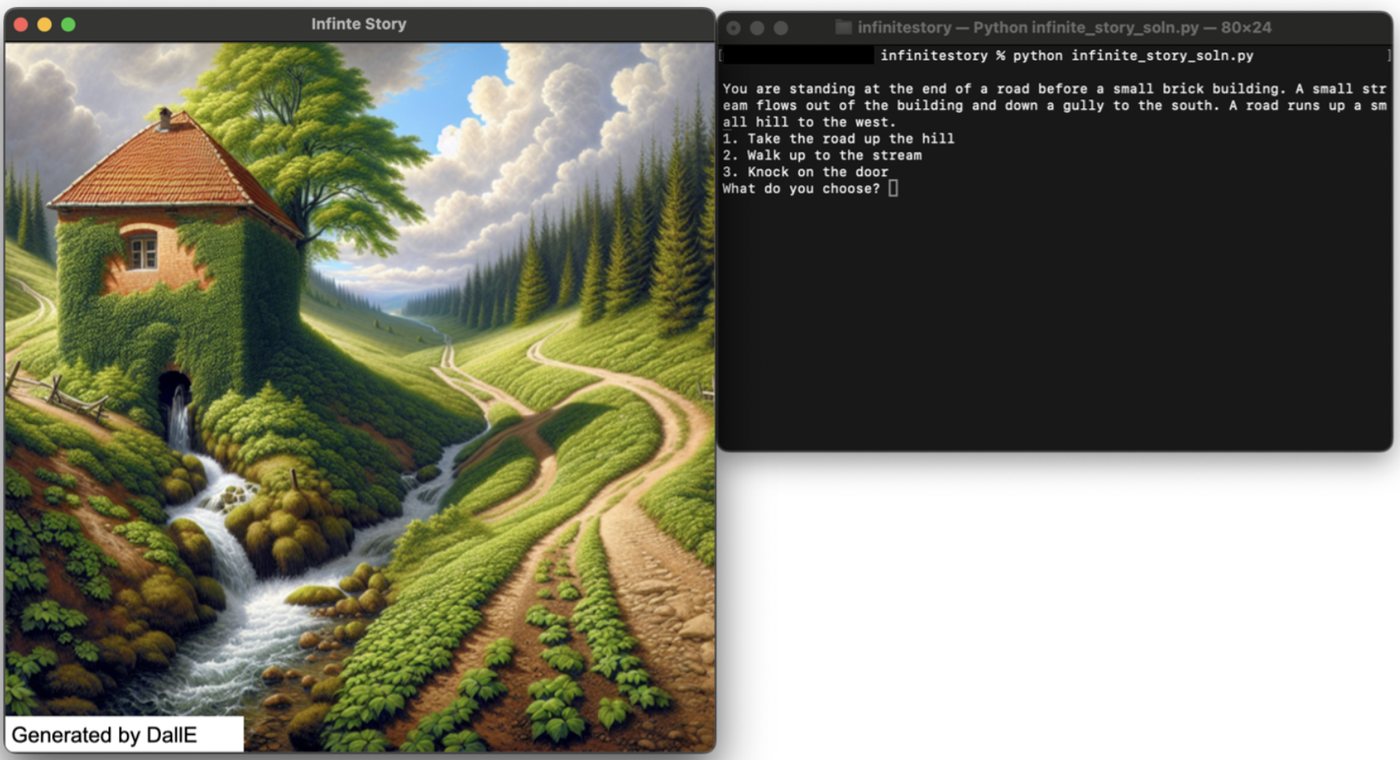 Infinte Story
Generated by DallE
infinitestory — Python infinite_story_soln.py — 80×24
[ infinitestory % python infinite_story_soln.py ]
You are standing at the end of a road before a small brick building. A small str
eam flows out of the building and down a gully to the south. A road runs up a sm
all hill to the west.
1. Take the road up the hill
2. Walk up to the stream
3. Knock on the door
What do you choose?